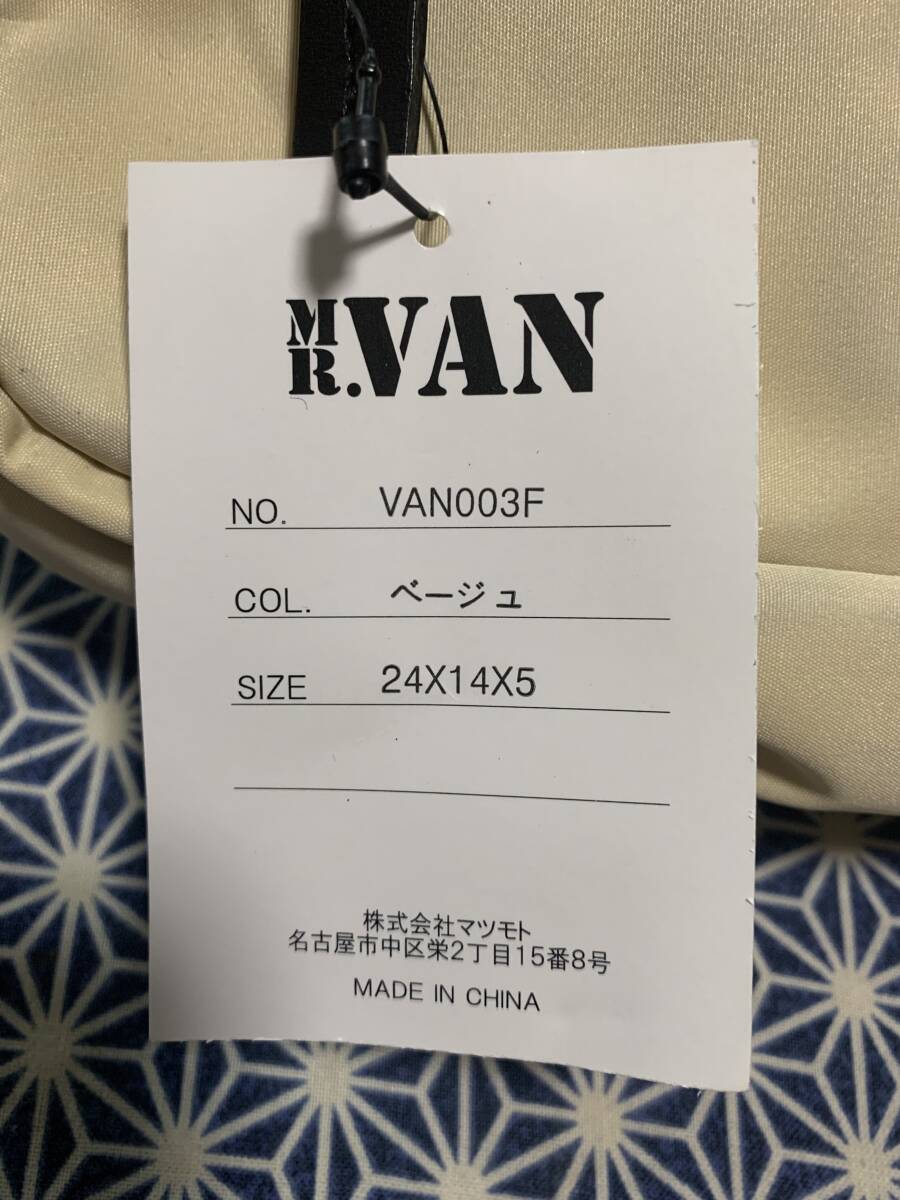 MR.VAN
NO. VAN003F
COL. ベージュ
SIZE 24X14X5
株式会社マツモト
名古屋市中区栄2丁目15番8号
MADE IN CHINA